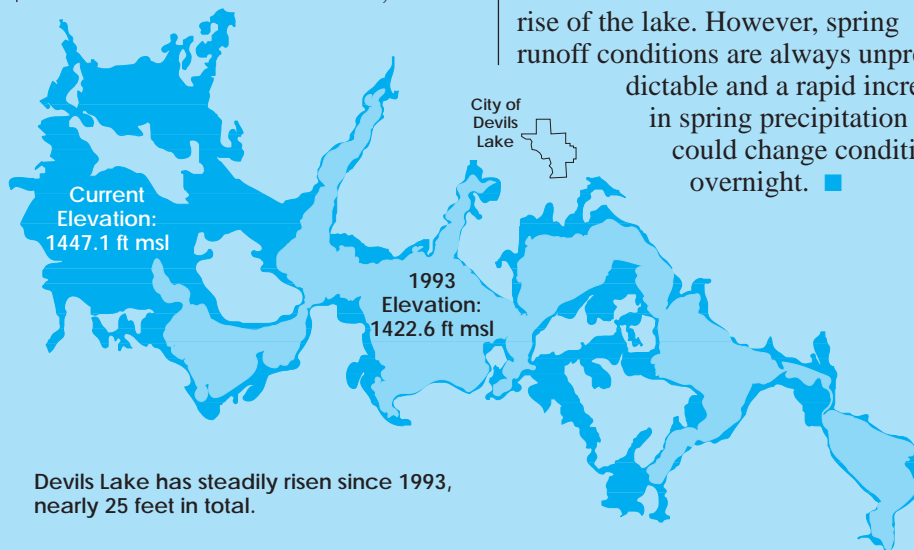 rise of the lake. However, spring
runoff conditions are always unpre
dictable and a rapid incre
in spring precipitation
could change conditi
overnight. ■
City of
Devils
Lake
Current
Elevation:
1447.1 ft msl
1993
Elevation:
1422.6 ft msl
Devils Lake has steadily risen since 1993,
nearly 25 feet in total.